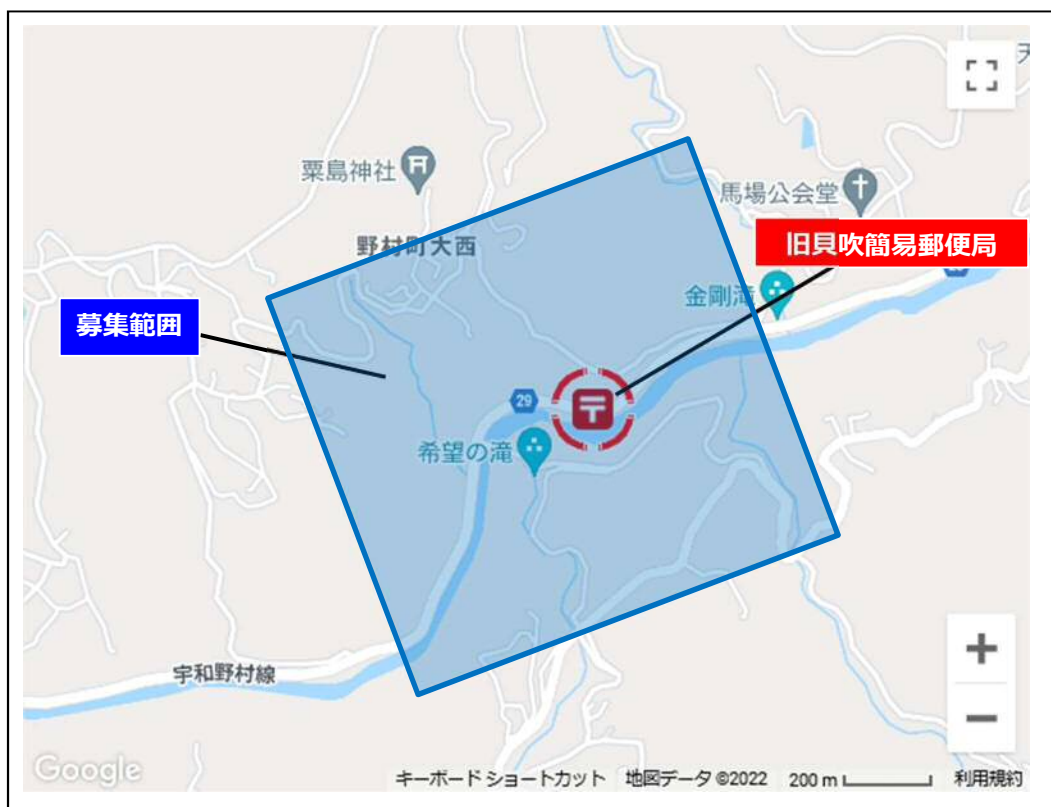 天
粟島神社
馬場公会堂
野村町大西
旧貝吹簡易郵便局
金剛滝
募集範囲
29
希望の滝
宇和野村線
Google
キーボード ショートカット 地図データ ©2022 200 m 利用規約